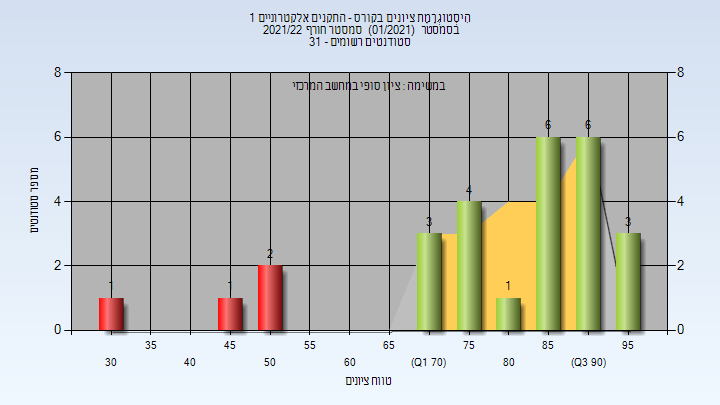 הִיסְטוֹגְרָמַת ציונים בקורס - התקנים אלקטרוניים 1
בסמסטר (01/2021) סמסטר חורף 2021/22
סטודנטים רשומים - 31
במשימה : ציון סופי במחשב המרכזי
8 8
6 6
4 4
2 2
0 0
1 1 2 3 4 1 6 6 3
מספר סטודנטים
35 45 55 65 75 85 95
30 40 50 60 (Q1 70) 80 (Q3 90)
טווח ציונים